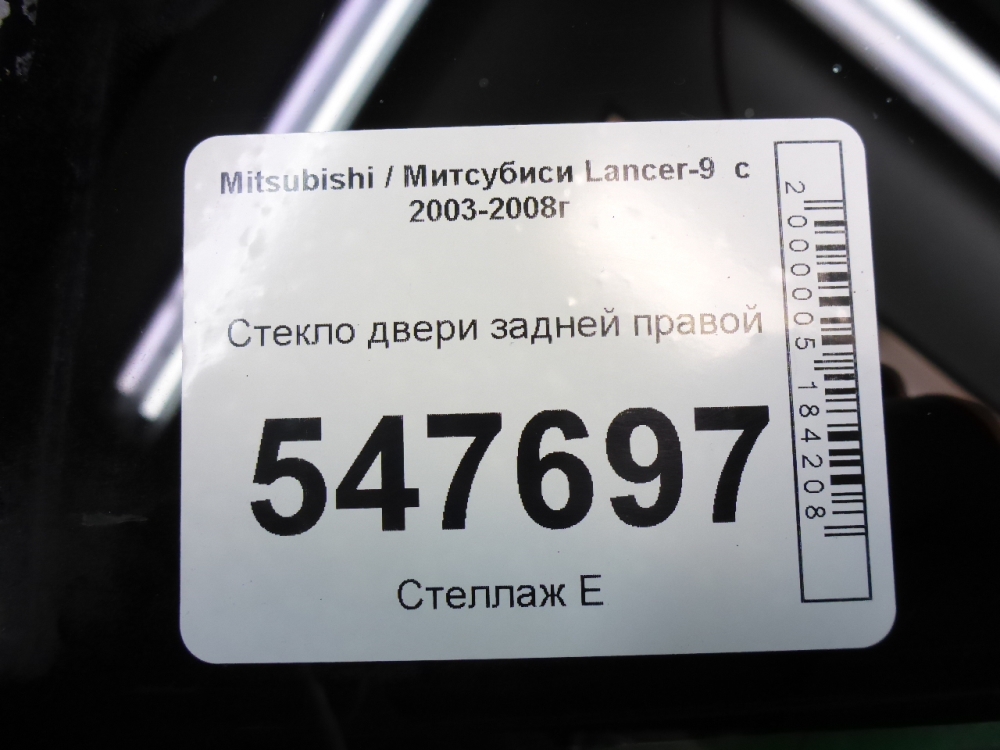 Mitsubishi / Митсубиси Lancer-9 с
2003-2008г
Стекло двери задней правой
547697
Стеллаж Е
2000005184208